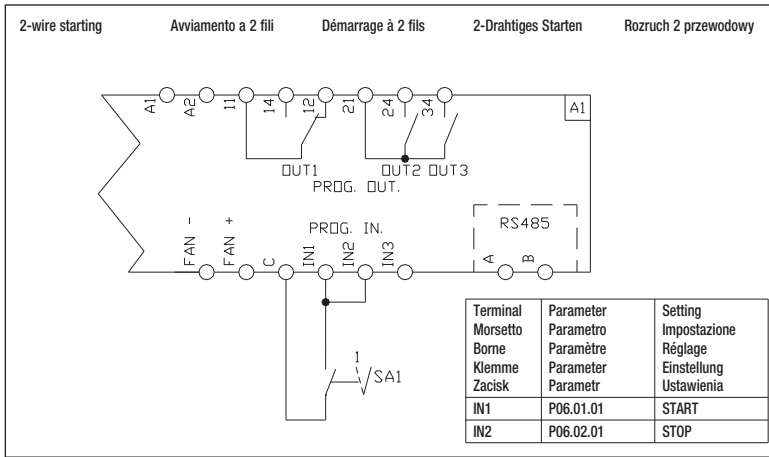 2-wire starting Avviamento a 2 fili Démarrage à 2 fils 2-Drahtiges Starten Rozruch 2 przewodowy
A1 A2 11 14 12 21 24 34
A1
OUT1 OUT2 OUT3
PROG. OUT.
PROG. IN.
RS485
FAN - FAN + C IN1 IN2 IN3 A B
1
SA1
Terminal Parameter Setting
Morsetto Parametro Impostazione
Borne Paramètre Réglage
Klemme Parameter Einstellung
Zacisk Parametr Ustawienia
IN1 P06.01.01 START
IN2 P06.02.01 STOP